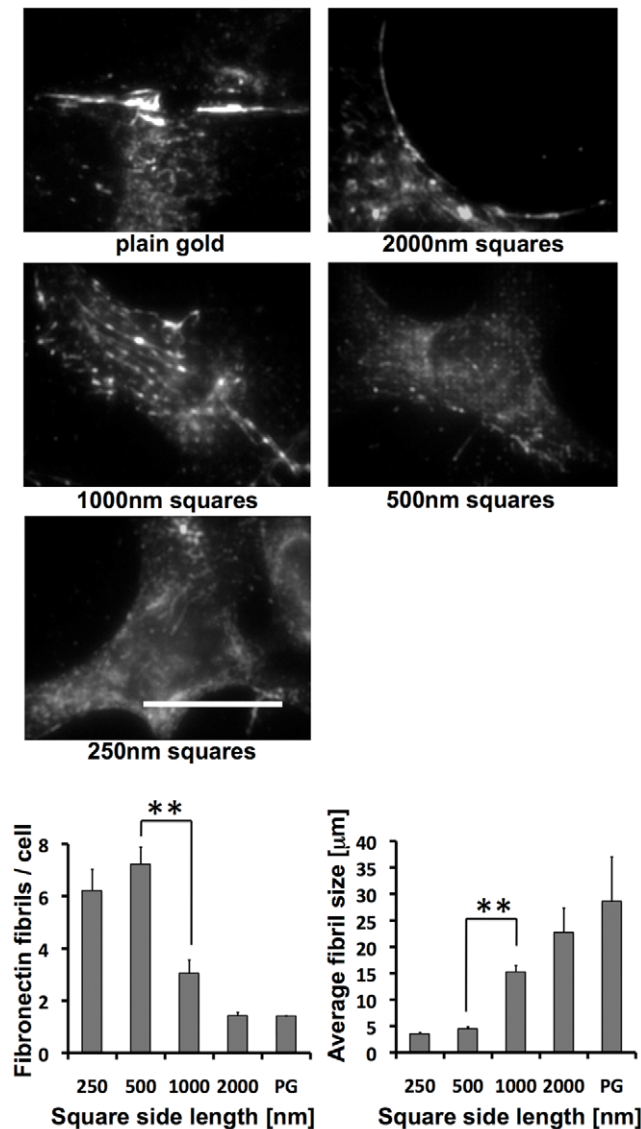 plain gold
2000nm squares
1000nm squares
500nm squares
250nm squares
Fibronectin fibrils / cell
8
6
4
2
0
**
250 500 1000 2000 PG
Square side length [nm]
Average fibril size [μm]
40
35
30
25
20
15
10
5
0
**
250 500 1000 2000 PG
Square side length [nm]